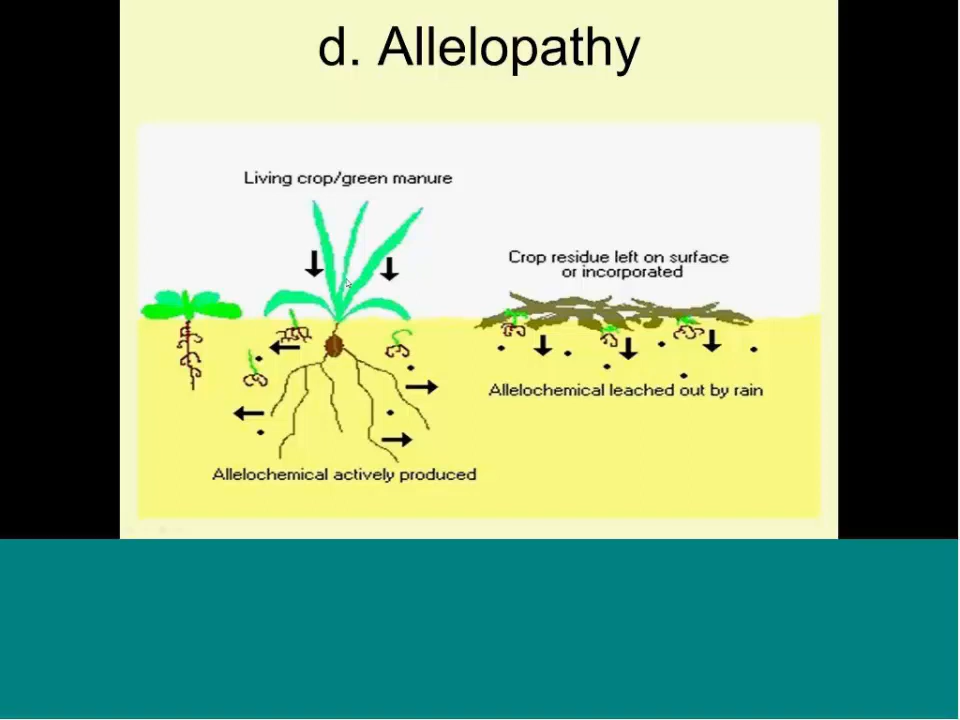 d. Allelopathy
Living crop/green manure
Crop residue left on surface
or incorporated
Allelochemical leached out by rain
Allelochemical actively produced